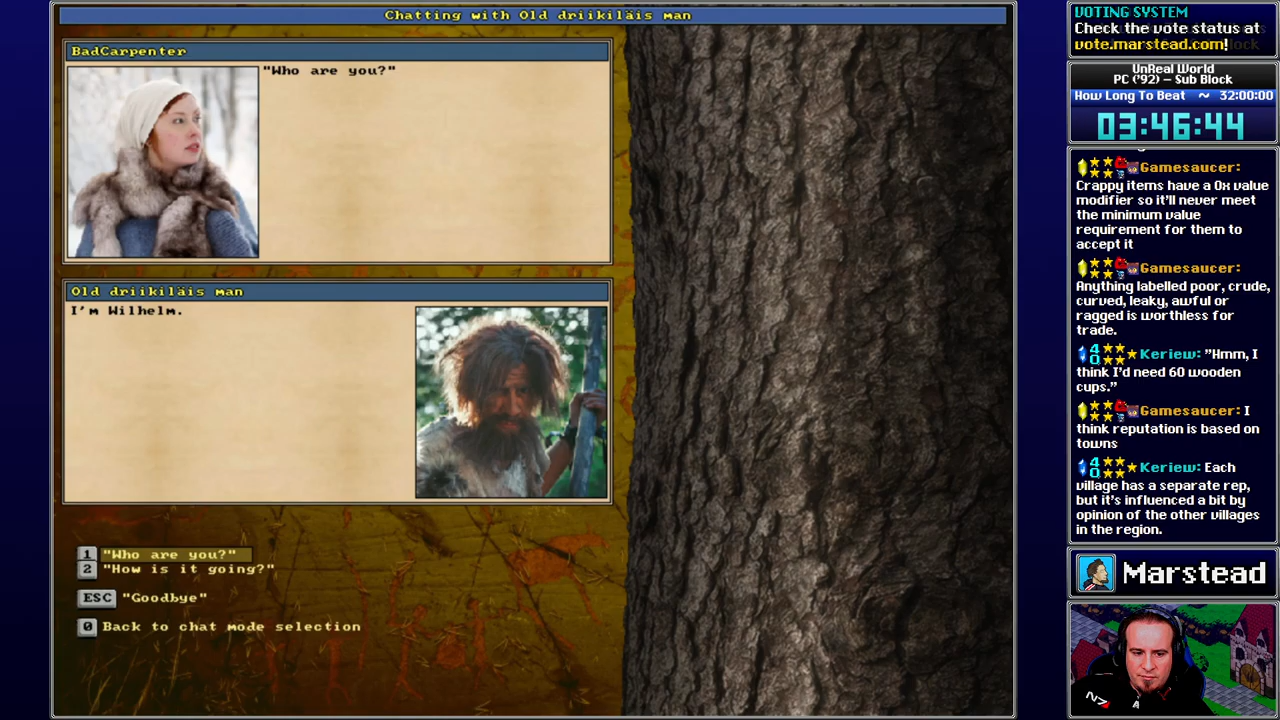 Chatting with Old driikiläis man
BadCarpenter
"Who are you?"
Old driikiläis man
I'm Wilhelm.
1 "Who are you?"
2 "How is it going?"
ESC "Goodbye"
0 Back to chat mode selection
VOTING SYSTEM
Check the vote status at
vote.marstead.com!
UnReal World
PC ('92) – Sub Block
How Long To Beat ~ 32:00:00
03:46:44
Gamesaucer:
Crappy items have a 0x value
modifier so it'll never meet
the minimum value
requirement for them to
accept it
Gamesaucer:
Anything labelled poor, crude,
curved, leaky, awful or
ragged is worthless for
trade.
40 Keriew: "Hmm, I
think I'd need 60 wooden
cups."
Gamesaucer: I
think reputation is based on
towns
40 Keriew: Each
village has a separate rep,
but it's influenced a bit by
opinion of the other villages
in the region.
Marstead